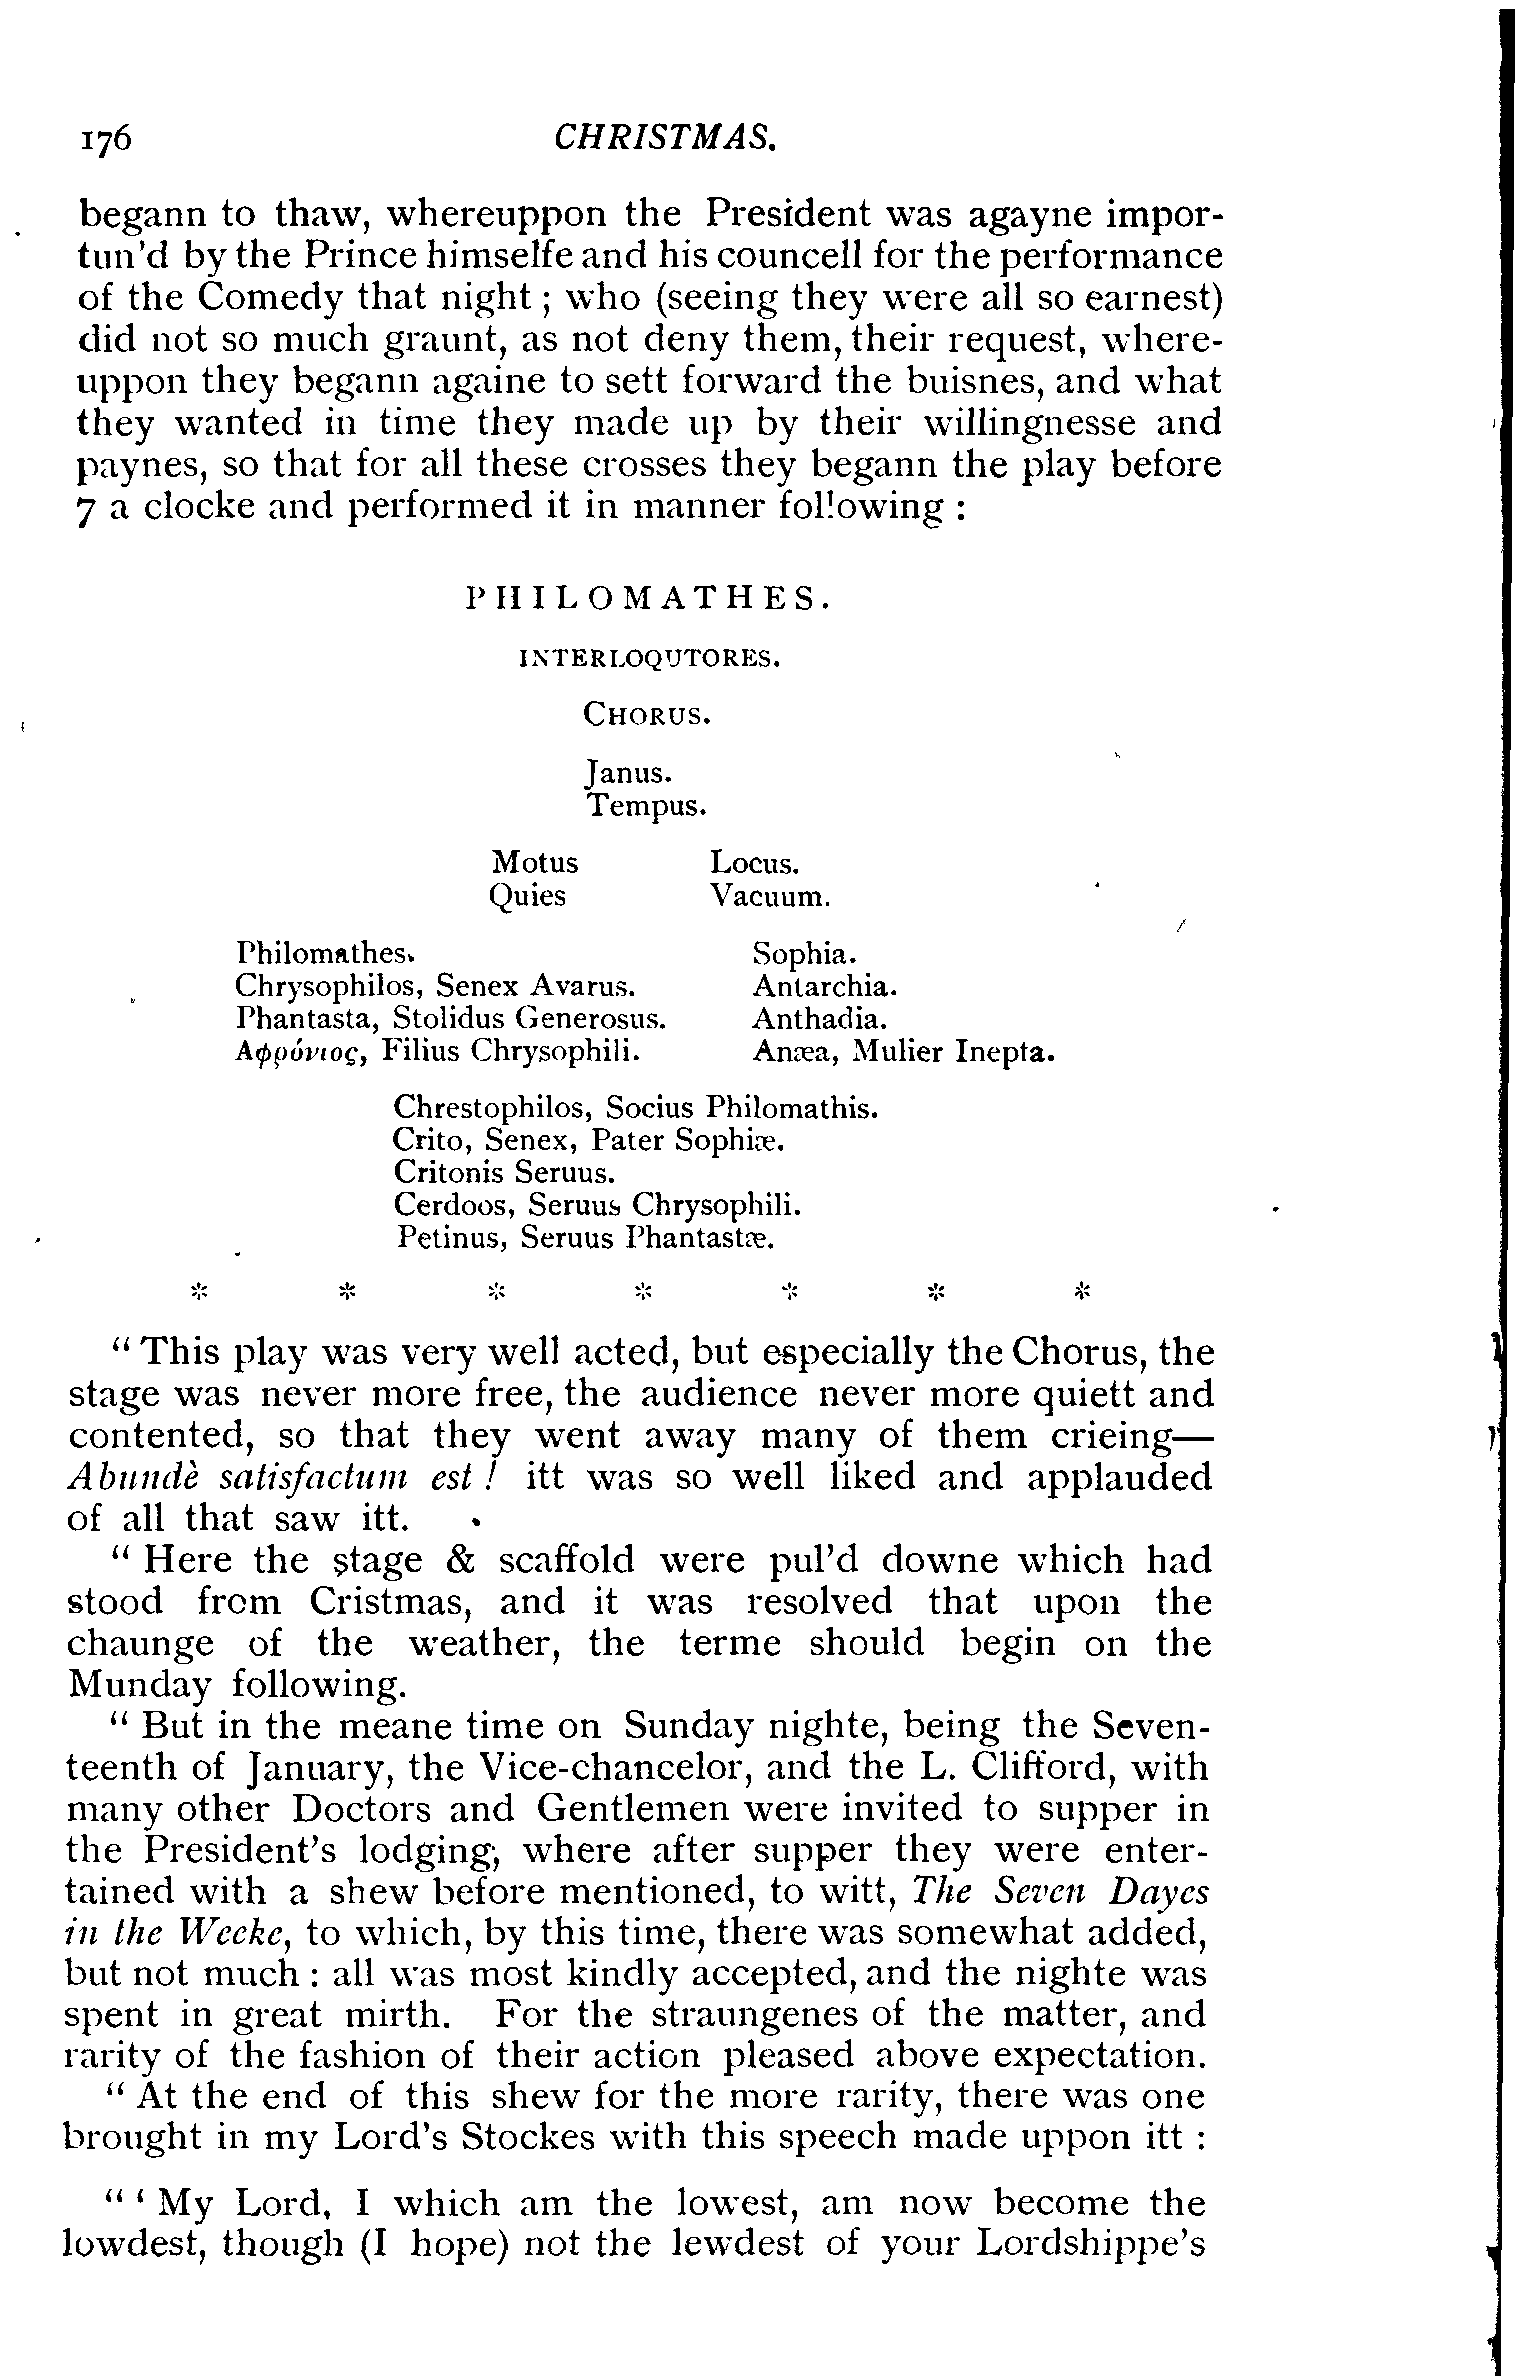 176 CHRISTMAS.
begann to thaw, whereuppon the President was agayne impor-
tun'd by the Prince himselfe and his councell for the performance
of the Comedy that night ; who (seeing they were all so earnest)
did not so much graunt, as not deny them, their request, where-
uppon they begann againe to sett forward the buisnes, and what
they wanted in time they made up by their willingnesse and
paynes, so that for all these crosses they begann the play before
7 a clocke and performed it in manner following :
PHILOMATHES.
INTERLOQUTORES.
CHORUS.
Janus.
Tempus.
Motus Locus.
Quies Vacuum.
Philomathes. Sophia.
Chrysophilos, Senex Avarus. Antarchia.
Phantasta, Stolidus Generosus. Anthadia.
Αφρόνιος, Filius Chrysophili. Anæa, Mulier Inepta.
Chrestophilos, Socius Philomathis.
Crito, Senex, Pater Sophiæ.
Critonis Seruus.
Cerdoos, Seruus Chrysophili.
Petinus, Seruus Phantastæ.
* * * * * * *
" This play was very well acted, but especially the Chorus, the
stage was never more free, the audience never more quiett and
contented, so that they went away many of them crieing—
Abundè satisfactum est ! itt was so well liked and applauded
of all that saw itt.
" Here the stage & scaffold were pul'd downe which had
stood from Cristmas, and it was resolved that upon the
chaunge of the weather, the terme should begin on the
Munday following.
" But in the meane time on Sunday nighte, being the Seven-
teenth of January, the Vice-chancelor, and the L. Clifford, with
many other Doctors and Gentlemen were invited to supper in
the President's lodging, where after supper they were enter-
tained with a shew before mentioned, to witt, The Seven Dayes
in the Weeke, to which, by this time, there was somewhat added,
but not much : all was most kindly accepted, and the nighte was
spent in great mirth. For the straungenes of the matter, and
rarity of the fashion of their action pleased above expectation.
" At the end of this shew for the more rarity, there was one
brought in my Lord's Stockes with this speech made uppon itt :
" ' My Lord, I which am the lowest, am now become the
lowdest, though (I hope) not the lewdest of your Lordshippe's